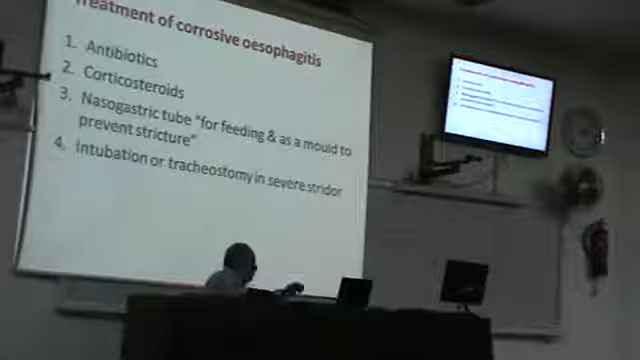 Treatment of corrosive oesophagitis
1. Antibiotics
2. Corticosteroids
3. Nasogastric tube "for feeding & as a mould to
prevent stricture"
4. Intubation or tracheostomy in severe stridor